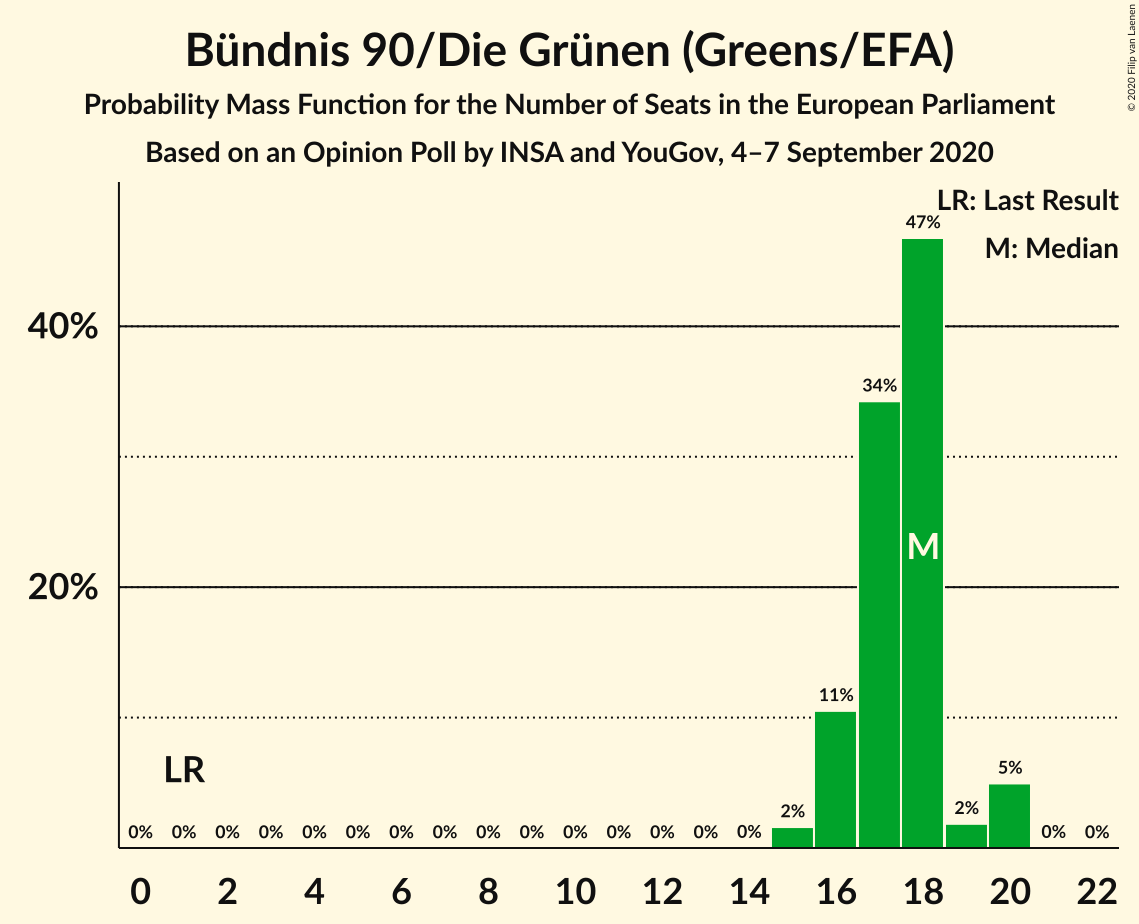 Bündnis 90/Die Grünen (Greens/EFA)
Probability Mass Function for the Number of Seats in the European Parliament
Based on an Opinion Poll by INSA and YouGov, 4–7 September 2020
© 2020 Filip van Laenen
LR: Last Result
M: Median
47%
40%
34%
M
20%
11%
LR
5%
2%
2%
0% 0% 0% 0% 0% 0% 0% 0% 0% 0% 0% 0% 0% 0% 0% 0% 0%
0 2 4 6 8 10 12 14 16 18 20 22